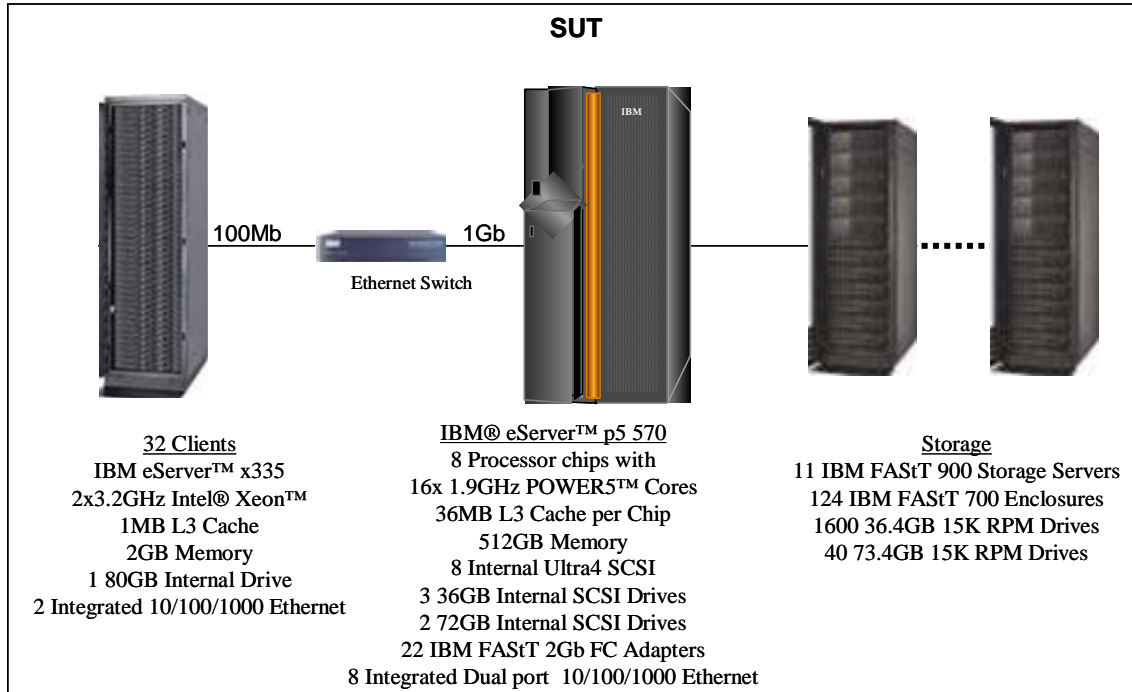 SUT
IBM
100Mb
1Gb
Ethernet Switch
32 Clients
IBM eServer™ x335
2x3.2GHz Intel® Xeon™
1MB L3 Cache
2GB Memory
1 80GB Internal Drive
2 Integrated 10/100/1000 Ethernet
IBM® eServer™ p5 570
8 Processor chips with
16x 1.9GHz POWER5™ Cores
36MB L3 Cache per Chip
512GB Memory
8 Internal Ultra4 SCSI
3 36GB Internal SCSI Drives
2 72GB Internal SCSI Drives
22 IBM FAStT 2Gb FC Adapters
8 Integrated Dual port 10/100/1000 Ethernet
Storage
11 IBM FAStT 900 Storage Servers
124 IBM FAStT 700 Enclosures
1600 36.4GB 15K RPM Drives
40 73.4GB 15K RPM Drives